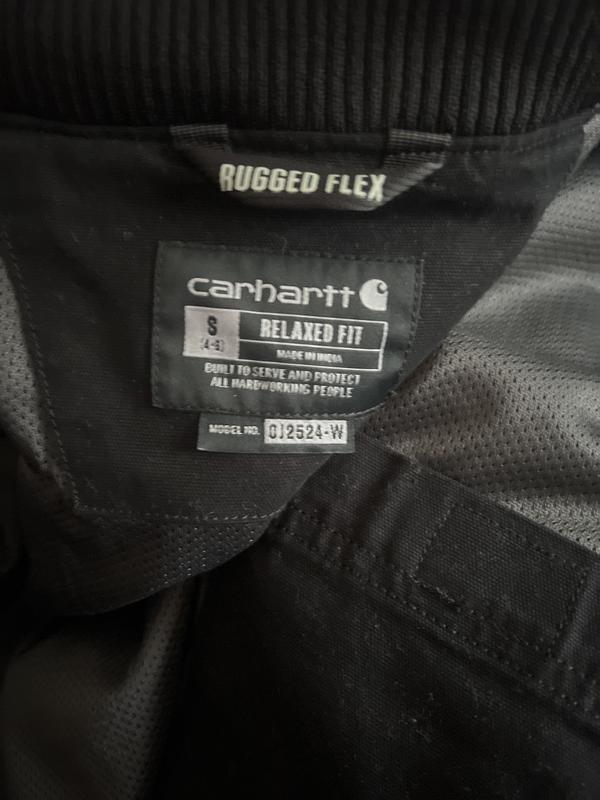 RUGGED FLEX
carhartt
S
(4-6)
RELAXED FIT
MADE IN INDIA
BUILT TO SERVE AND PROTECT
ALL HARDWORKING PEOPLE
MODEL NO. OJ2524-W